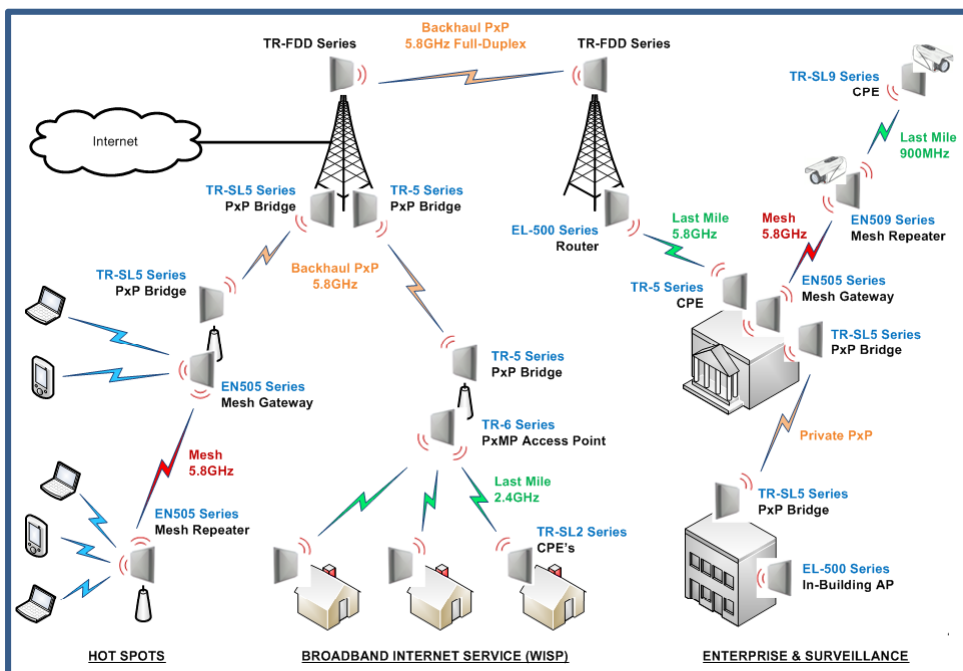 Backhaul PxP
5.8GHz Full-Duplex
TR-FDD Series
TR-FDD Series
TR-SL9 Series
CPE
Internet
Last Mile
900MHz
TR-SL5 Series
PxP Bridge
TR-5 Series
PxP Bridge
EL-500 Series
Router
Last Mile
5.8GHz
Mesh
5.8GHz
EN509 Series
Mesh Repeater
Backhaul PxP
5.8GHz
TR-SL5 Series
PxP Bridge
TR-5 Series
CPE
EN505 Series
Mesh Gateway
TR-SL5 Series
PxP Bridge
TR-5 Series
PxP Bridge
EN505 Series
Mesh Gateway
TR-6 Series
PxMP Access Point
Private PxP
Mesh
5.8GHz
Last Mile
2.4GHz
TR-SL5 Series
PxP Bridge
EN505 Series
Mesh Repeater
TR-SL2 Series
CPE's
EL-500 Series
In-Building AP
HOT SPOTS
BROADBAND INTERNET SERVICE (WISP)
ENTERPRISE & SURVEILLANCE